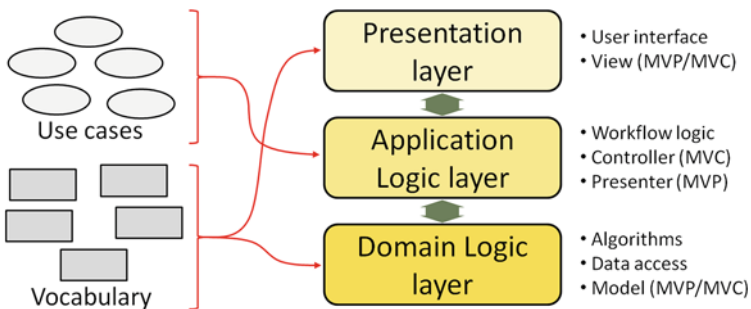 Use cases
Vocabulary
Presentation
layer
• User interface
• View (MVP/MVC)
Application
Logic layer
• Workflow logic
• Controller (MVC)
• Presenter (MVP)
Domain Logic
layer
• Algorithms
• Data access
• Model (MVP/MVC)